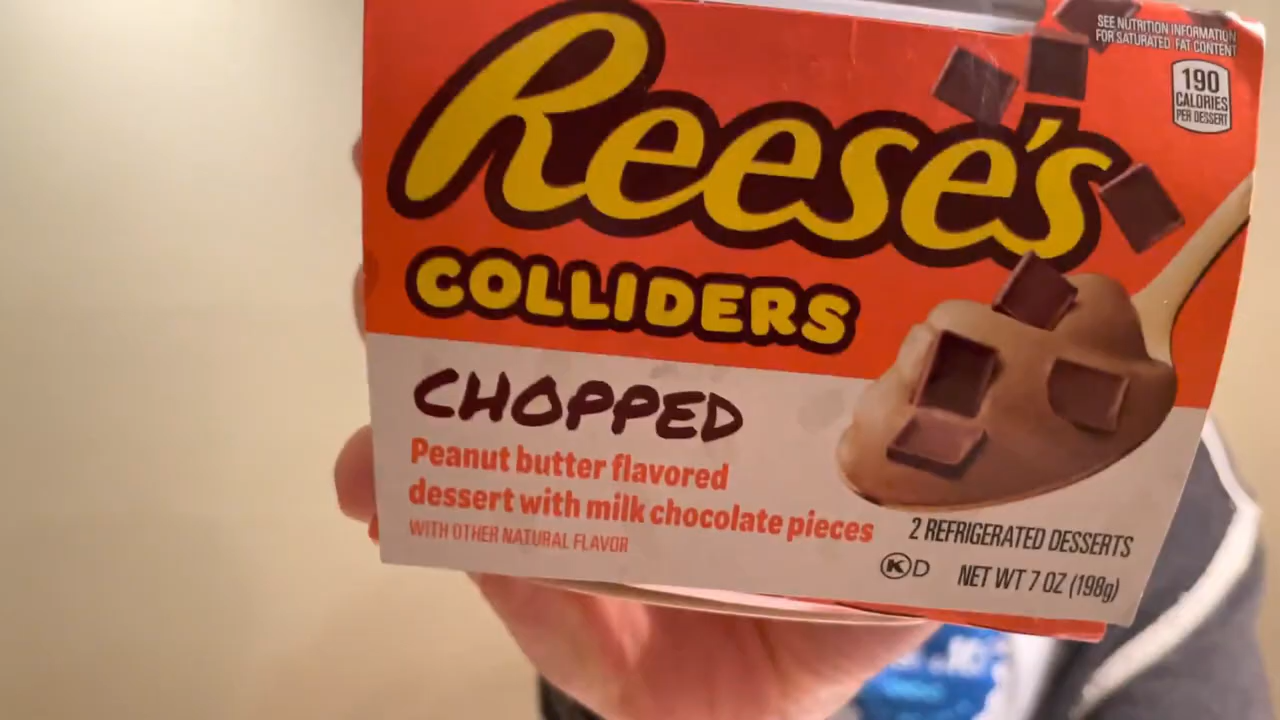 SEE NUTRITION INFORMATION
FOR SATURATED FAT CONTENT
190
CALORIES
PER DESSERT
Reese's
COLLIDERS
CHOPPED
Peanut butter flavored
dessert with milk chocolate pieces
WITH OTHER NATURAL FLAVOR
2 REFRIGERATED DESSERTS
K D
NET WT 7 OZ (198g)